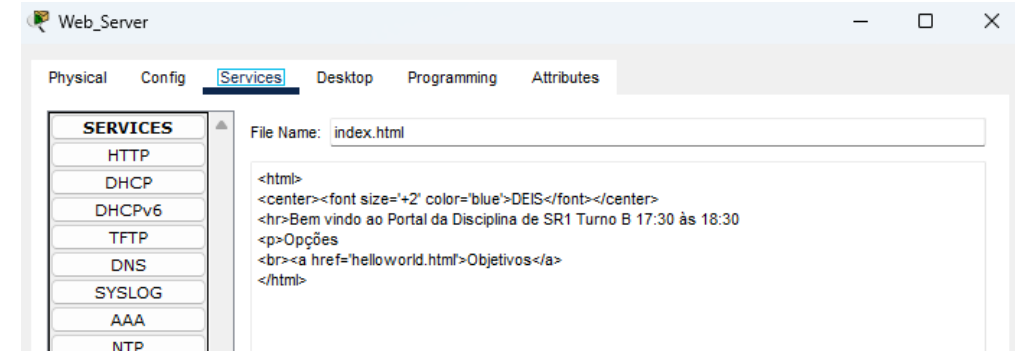 Web_Server
Physical Config Services Desktop Programming Attributes
SERVICES
HTTP
DHCP
DHCPv6
TFTP
DNS
SYSLOG
AAA
NTP
File Name: index.html
<html>
<center><font size='+2' color='blue'>DEIS</font></center>
<hr>Bem vindo ao Portal da Disciplina de SR1 Turno B 17:30 às 18:30
<p>Opções
<br><a href='helloworld.html'>Objetivos</a>
</html>